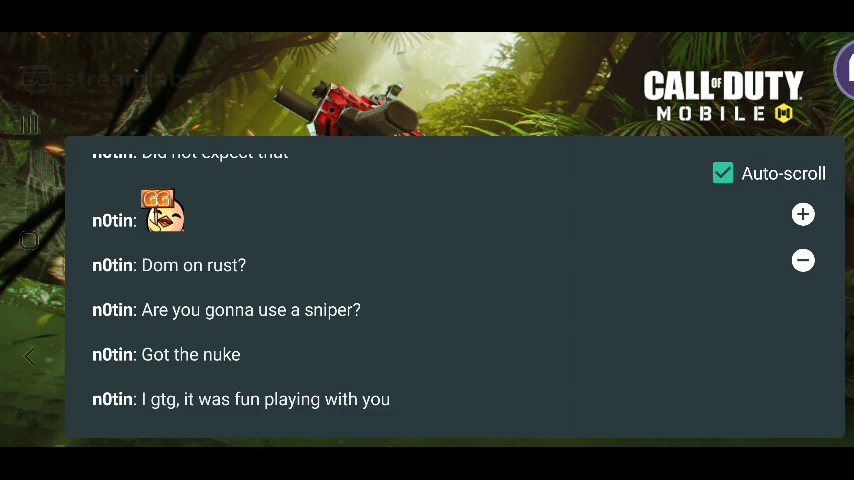 streamlabs
CALL OF DUTY
MOBILE
n0tin: Did not expect that
Auto-scroll
n0tin: GG
n0tin: Dom on rust?
n0tin: Are you gonna use a sniper?
n0tin: Got the nuke
n0tin: I gtg, it was fun playing with you